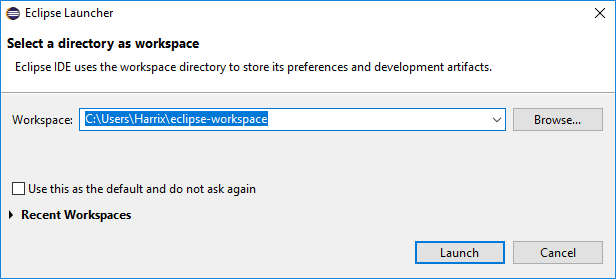 Eclipse Launcher
Select a directory as workspace
Eclipse IDE uses the workspace directory to store its preferences and development artifacts.
Workspace: C:\Users\Harrix\eclipse-workspace Browse...
Use this as the default and do not ask again
Recent Workspaces
Launch Cancel